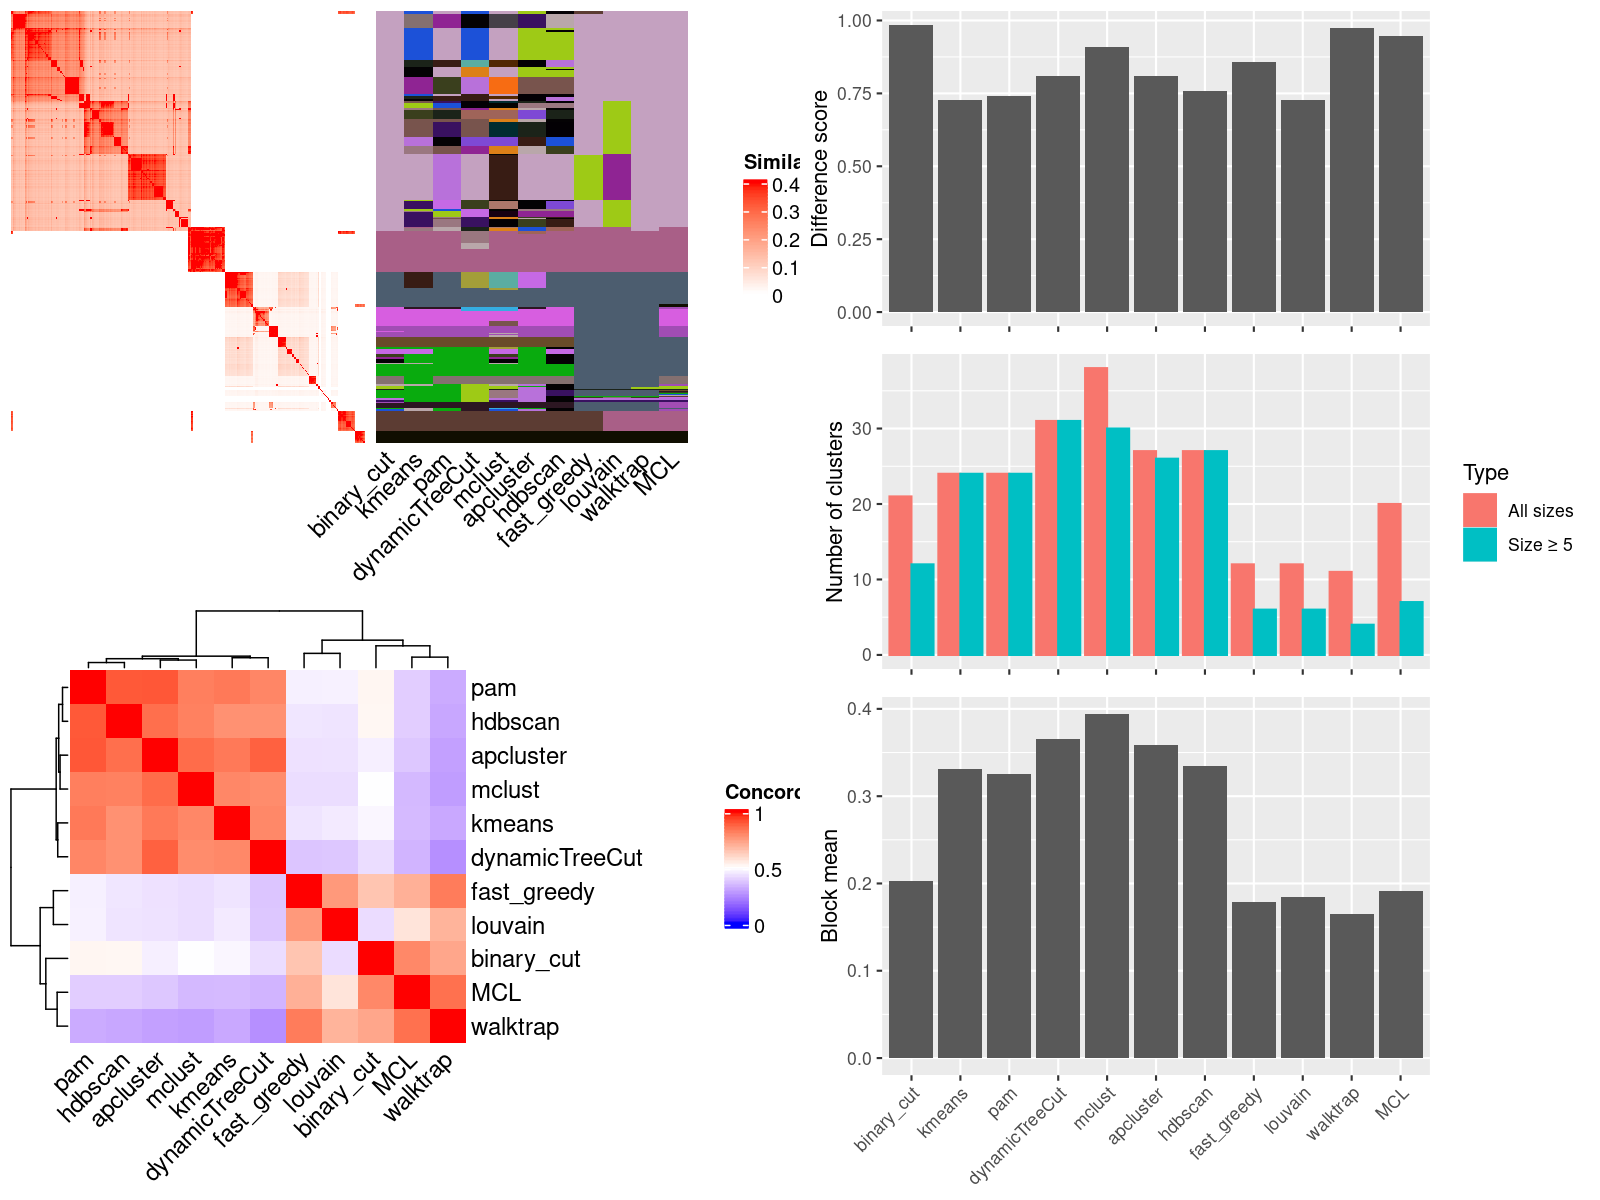 Simila
0.4
0.3
0.2
0.1
0
binary_cut
kmeans
pam
dynamicTreeCut
mclust
apcluster
hdbscan
fast_greedy
louvain
walktrap
MCL
pam
hdbscan
apcluster
mclust
kmeans
dynamicTreeCut
fast_greedy
louvain
binary_cut
MCL
walktrap
pam
hdbscan
apcluster
mclust
kmeans
dynamicTreeCut
fast_greedy
louvain
binary_cut
MCL
walktrap
Concord
1
0.5
0
Difference score
1.00
0.75
0.50
0.25
0.00
Number of clusters
30
20
10
0
Type
All sizes
Size ≥ 5
Block mean
0.4
0.3
0.2
0.1
0.0
binary_cut
kmeans
pam
dynamicTreeCut
mclust
apcluster
hdbscan
fast_greedy
louvain
walktrap
MCL